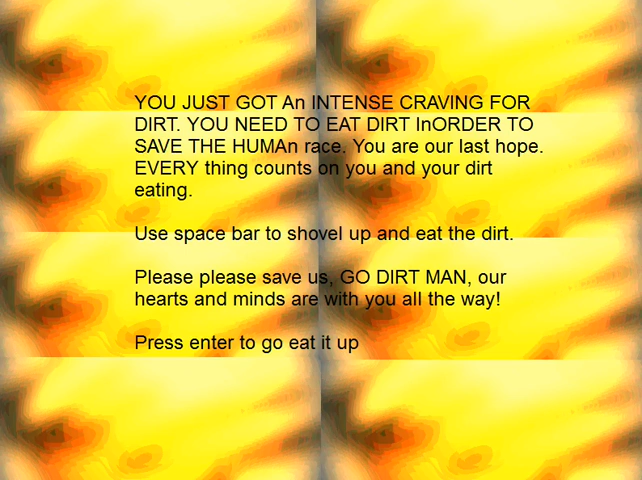 YOU JUST GOT An INTENSE CRAVING FOR
DIRT. YOU NEED TO EAT DIRT InORDER TO
SAVE THE HUMAn race. You are our last hope.
EVERY thing counts on you and your dirt
eating.
Use space bar to shovel up and eat the dirt.
Please please save us, GO DIRT MAN, our
hearts and minds are with you all the way!
Press enter to go eat it up